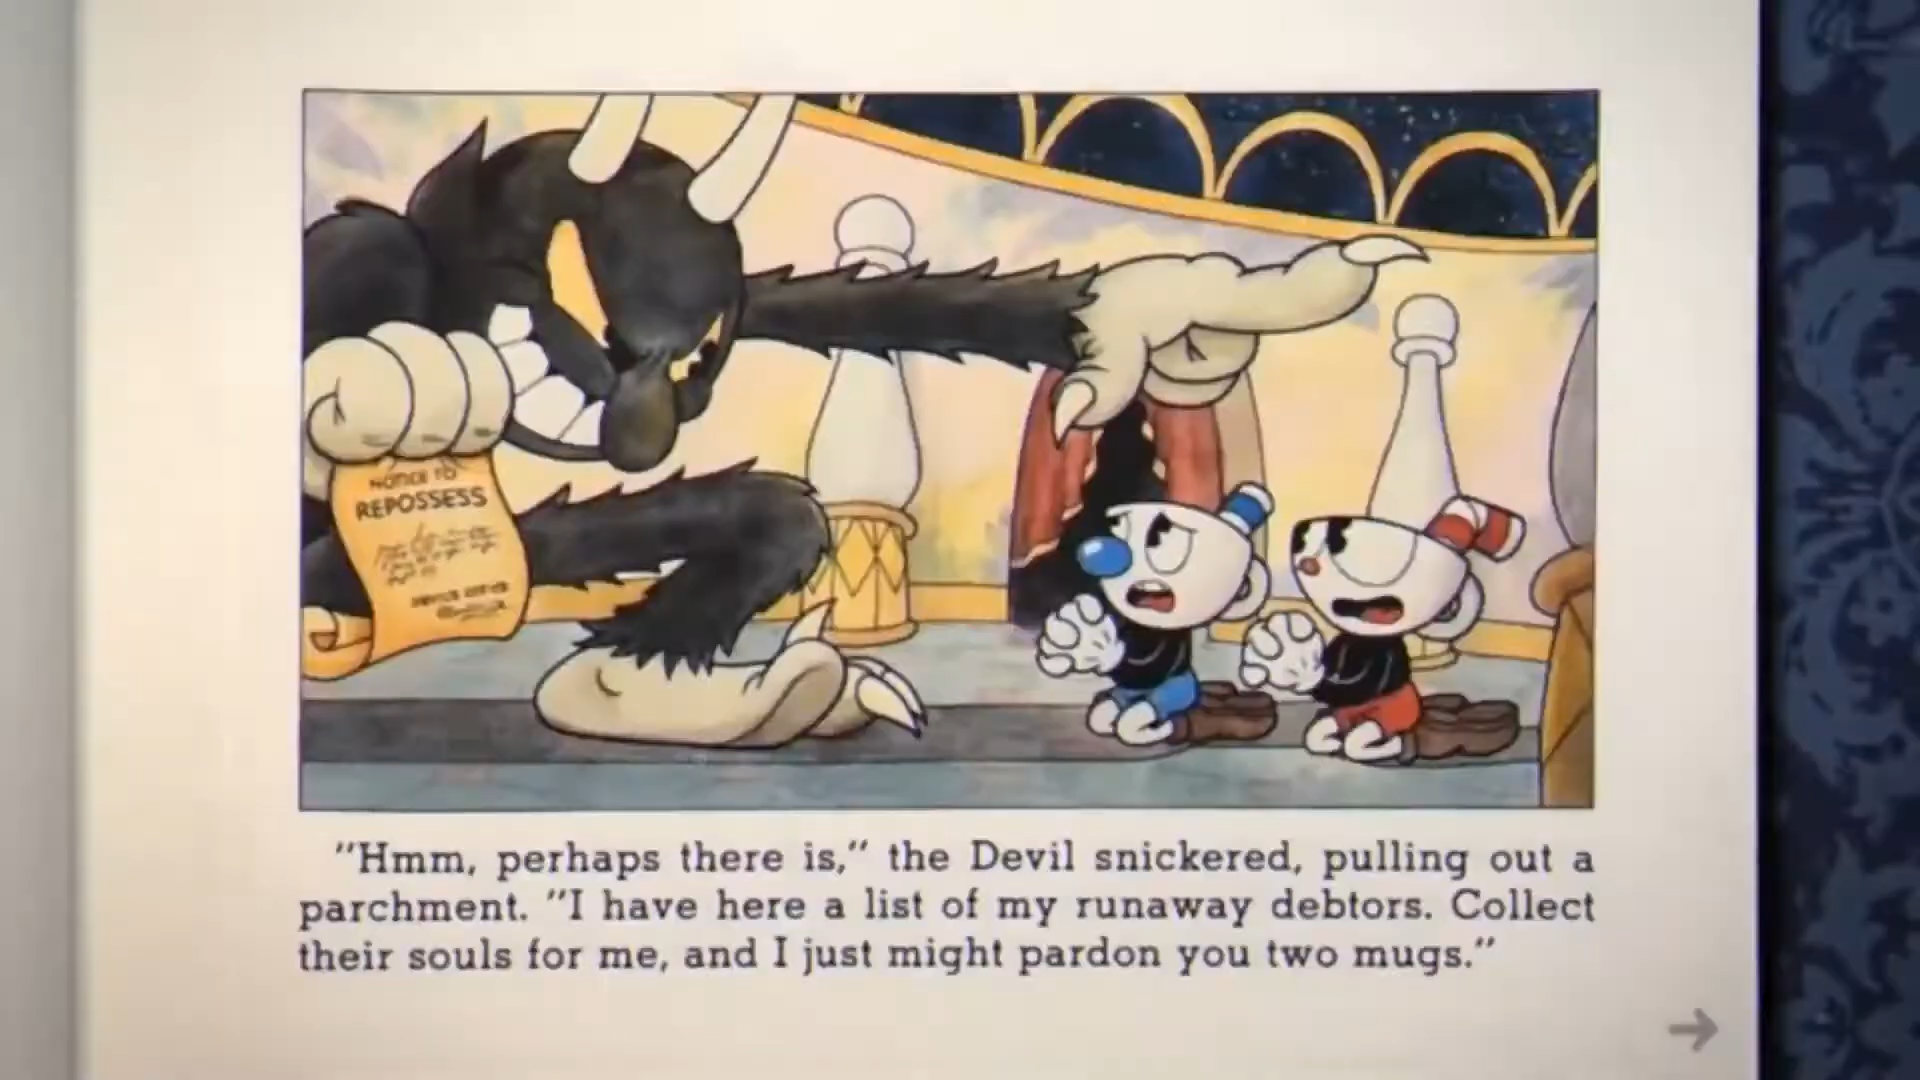 NOTICE TO
REPOSSESS
"Hmm, perhaps there is," the Devil snickered, pulling out a
parchment. "I have here a list of my runaway debtors. Collect
their souls for me, and I just might pardon you two mugs."